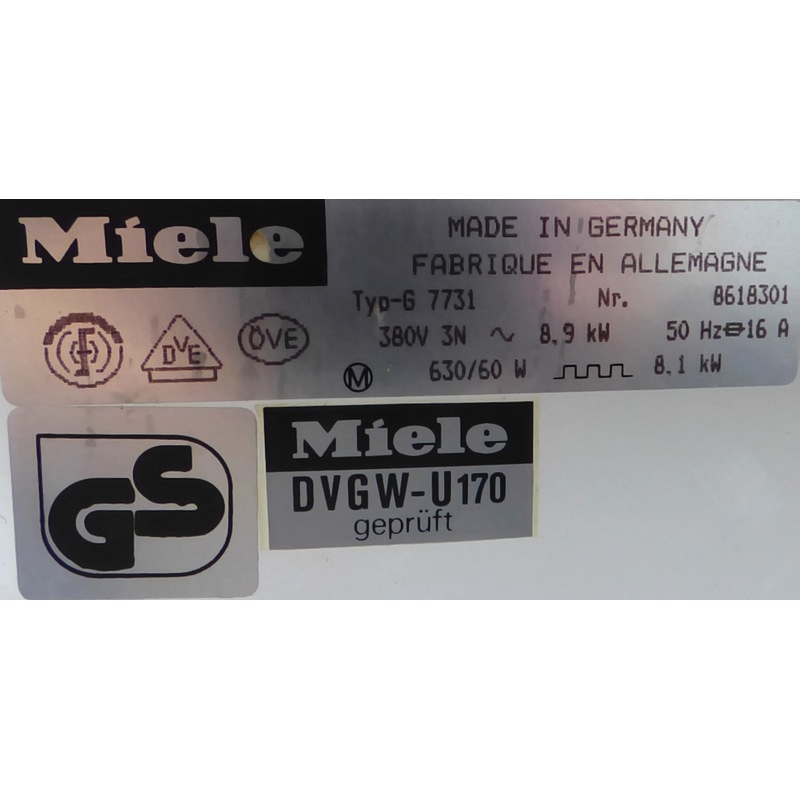 Miele
MADE IN GERMANY
FABRIQUE EN ALLEMAGNE
Typ-G 7731 Nr. 8618301
380V 3N ~ 8,9 kW 50 Hz 16 A
M 630/60 W 8,1 kW
DVE
ÖVE
GS
Miele
DVGW-U170
geprüft